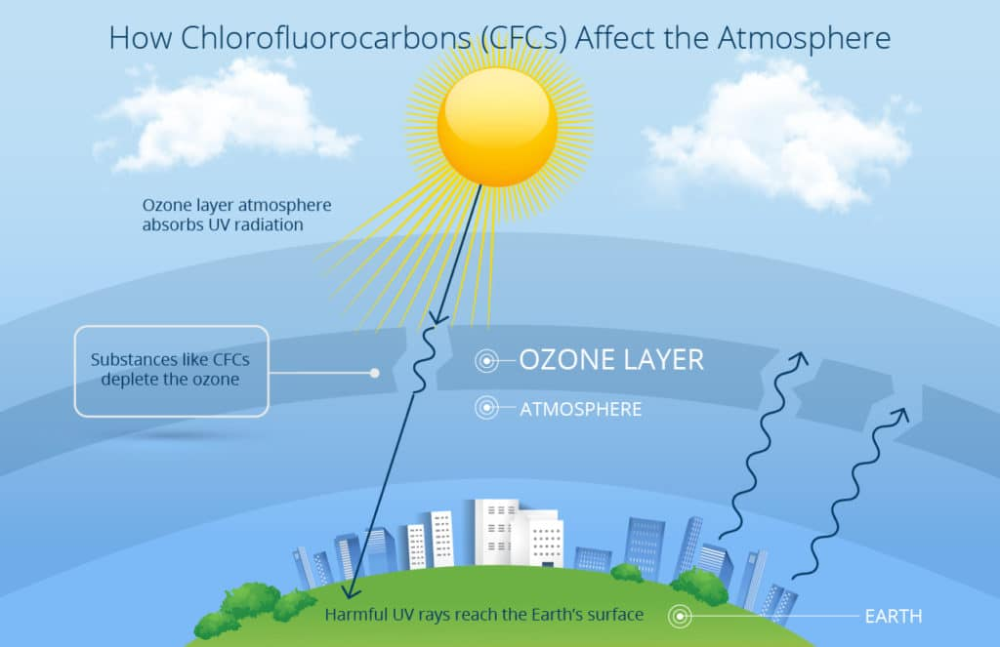 How Chlorofluorocarbons (CFCs) Affect the Atmosphere
Ozone layer atmosphere
absorbs UV radiation
Substances like CFCs
deplete the ozone
OZONE LAYER
ATMOSPHERE
Harmful UV rays reach the Earth's surface
EARTH